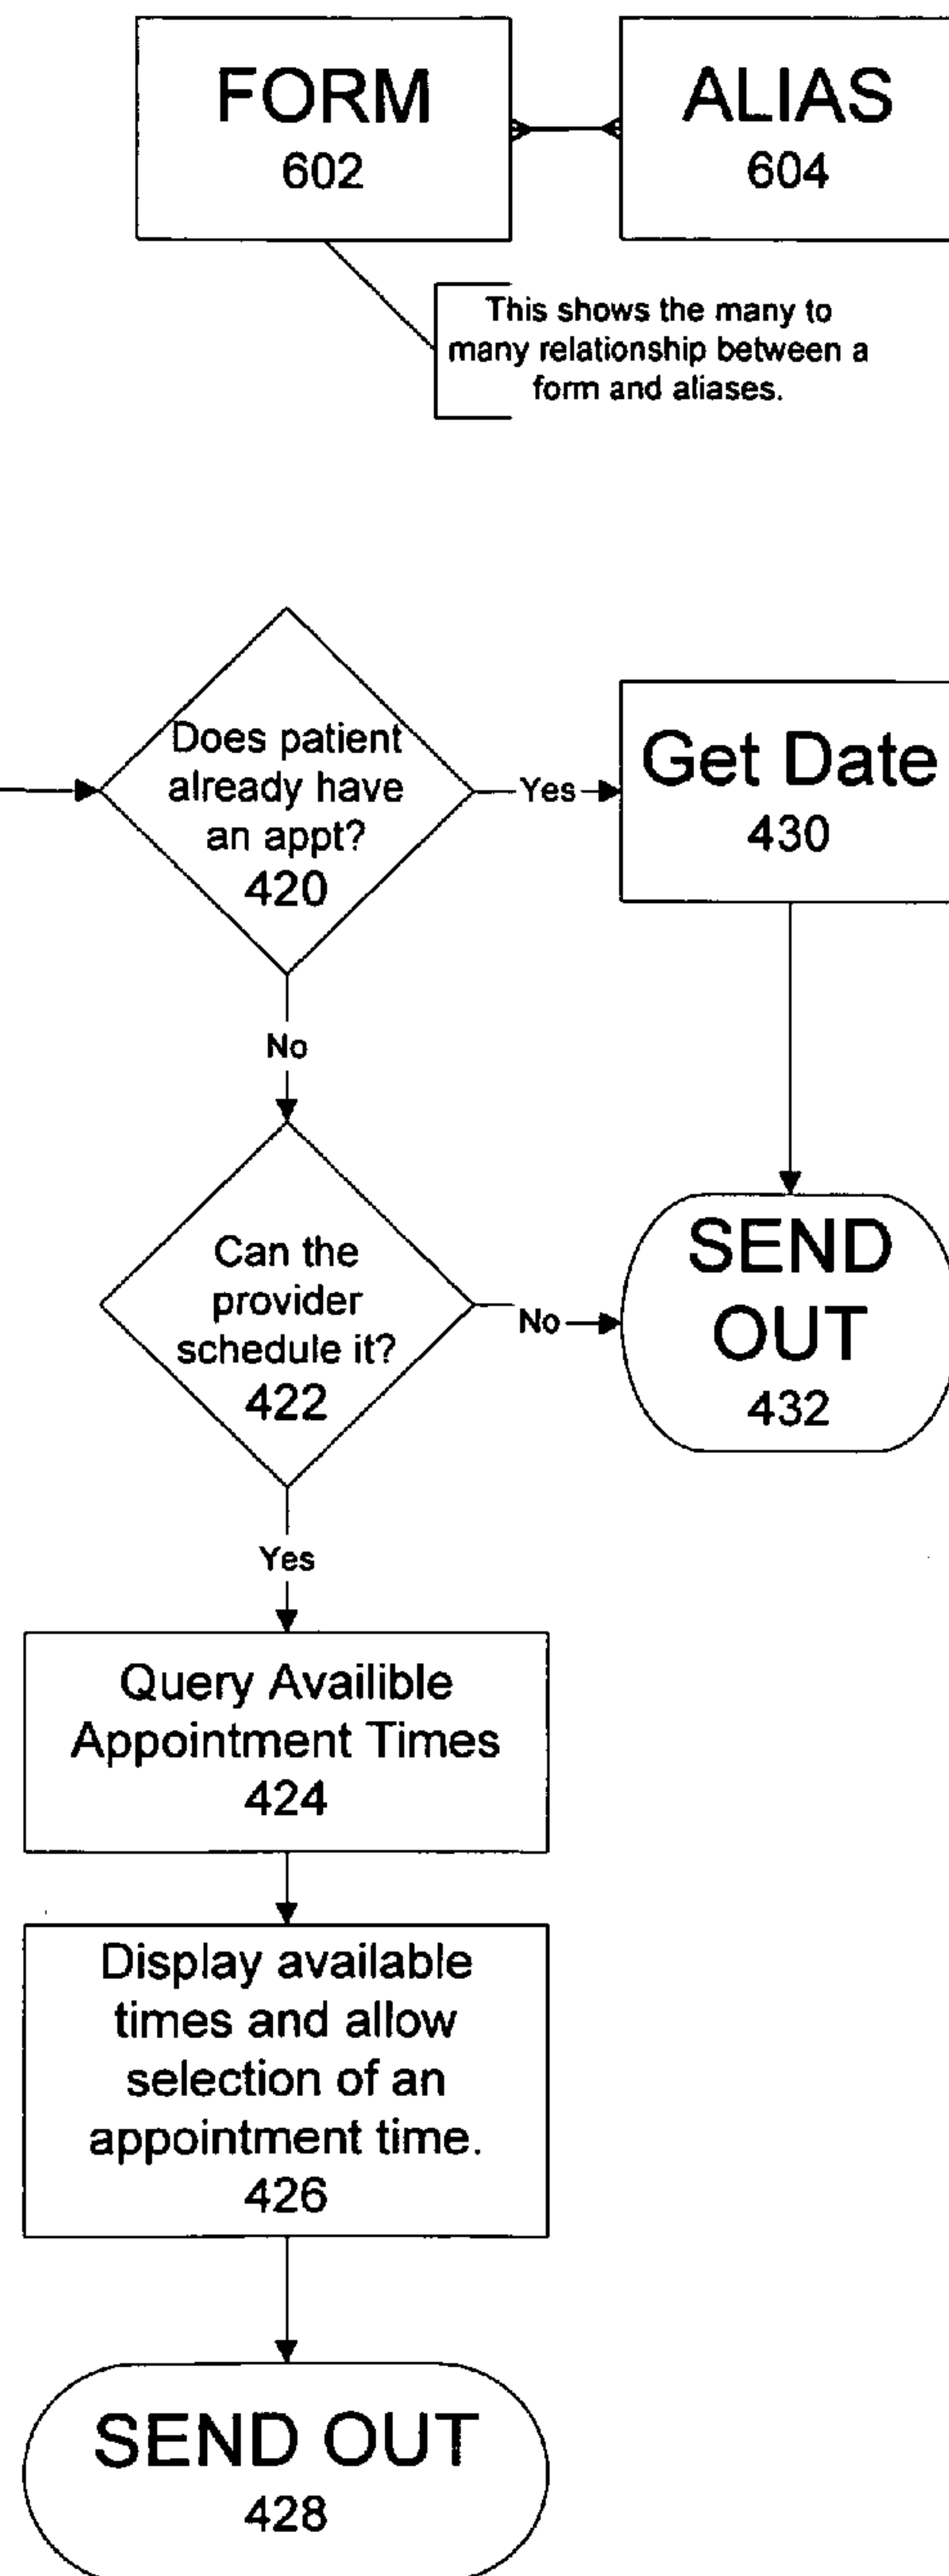 FORM
602
ALIAS
604
This shows the many to
many relationship between a
form and aliases.
Does patient
already have
an appt?
420
Yes
Get Date
430
No
Can the
provider
schedule it?
422
No
SEND
OUT
432
Yes
Query Availible
Appointment Times
424
Display available
times and allow
selection of an
appointment time.
426
SEND OUT
428